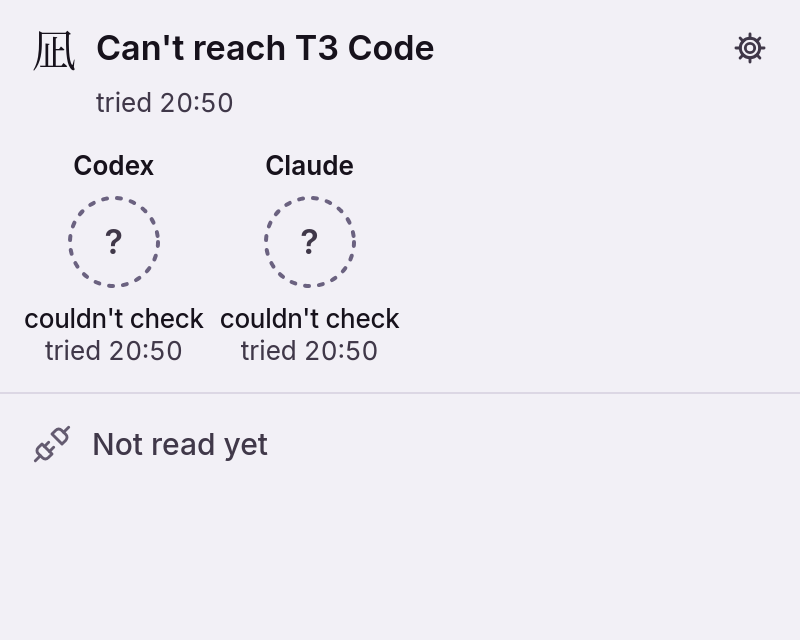 凪 Can't reach T3 Code
tried 20:50
Codex Claude
? ?
couldn't check couldn't check
tried 20:50 tried 20:50
Not read yet